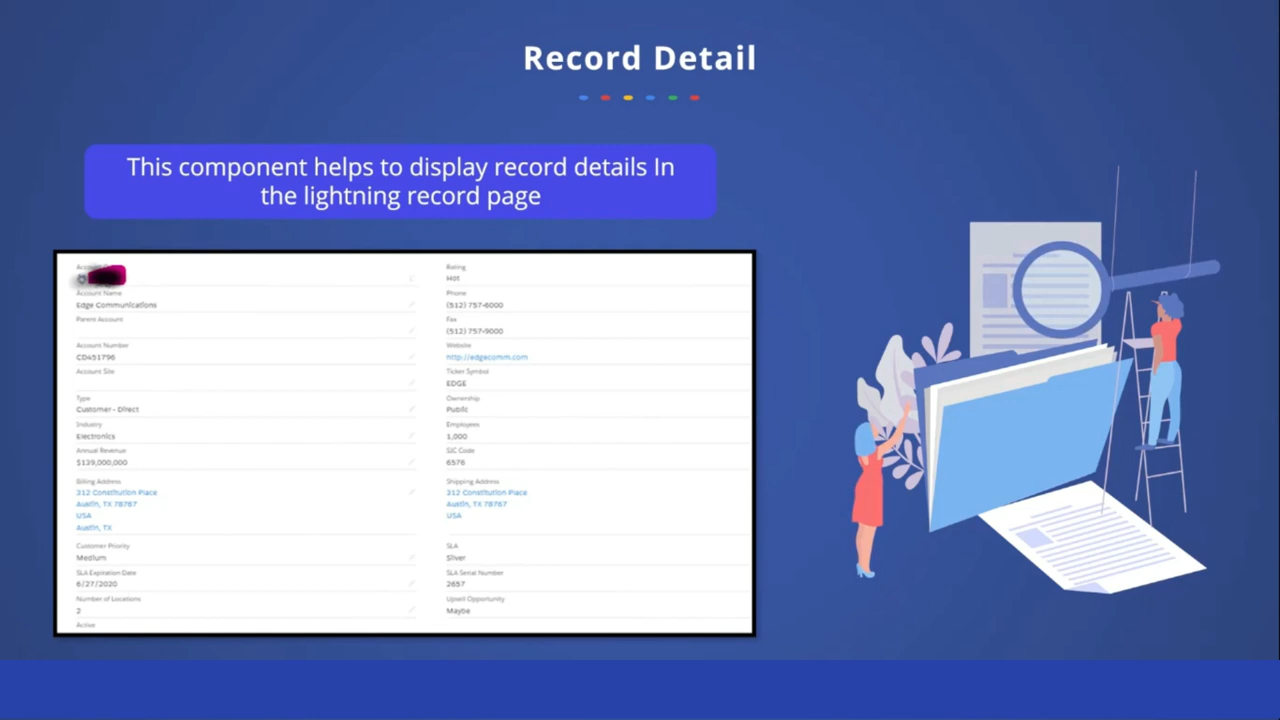 Record Detail
This component helps to display record details In
the lightning record page
Rating
Hot
Account Name
Edge Communications
Phone
(512) 757-6000
Parent Account
Fax
(512) 757-9000
Account Number
CD451796
Website
http://edgecomm.com
Account Site
Ticker Symbol
EDGE
Type
Customer - Direct
Ownership
Public
Industry
Electronics
Employees
1,000
Annual Revenue
$139,000,000
SIC Code
6576
Billing Address
312 Constitution Place
Austin, TX 78767
USA
Austin, TX
Shipping Address
312 Constitution Place
Austin, TX 78767
USA
Customer Priority
Medium
SLA
Silver
SLA Expiration Date
6/27/2020
SLA Serial Number
2657
Number of Locations
2
Upsell Opportunity
Maybe
Active